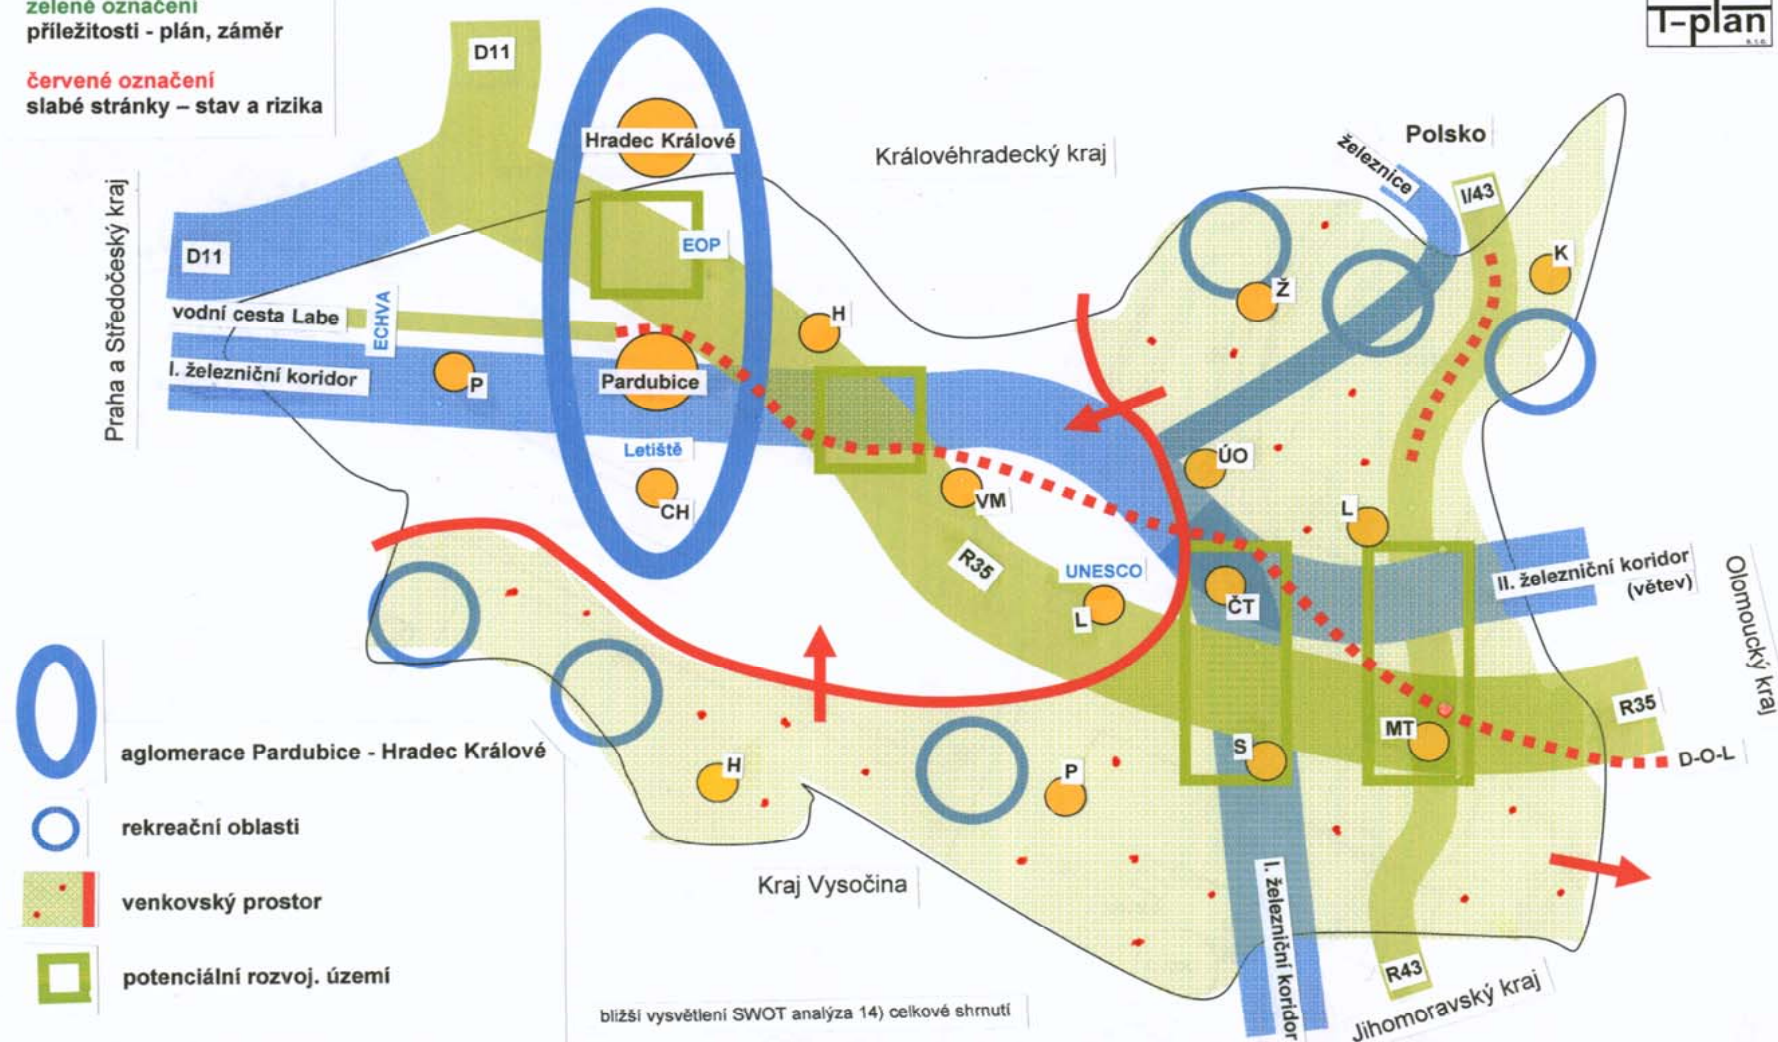 zelené označení
příležitosti - plán, záměr
červené označení
slabé stránky – stav a rizika
T-plan
s.r.o.
D11
Hradec Králové
Královéhradecký kraj
Polsko
železnice
I/43
K
Praha a Středočeský kraj
D11
EOP
Ž
vodní cesta Labe
ECHVA
H
I. železniční koridor
P
Pardubice
Letiště
CH
VM
ÚO
L
R35
UNESCO
L
ČT
II. železniční koridor
(větev)
Olomoucký kraj
R35
MT
S
D-O-L
H
P
aglomerace Pardubice - Hradec Králové
rekreační oblasti
venkovský prostor
potenciální rozvoj. území
Kraj Vysočina
I. železniční koridor
R43
Jihomoravský kraj
bližší vysvětlení SWOT analýza 14) celkové shrnutí